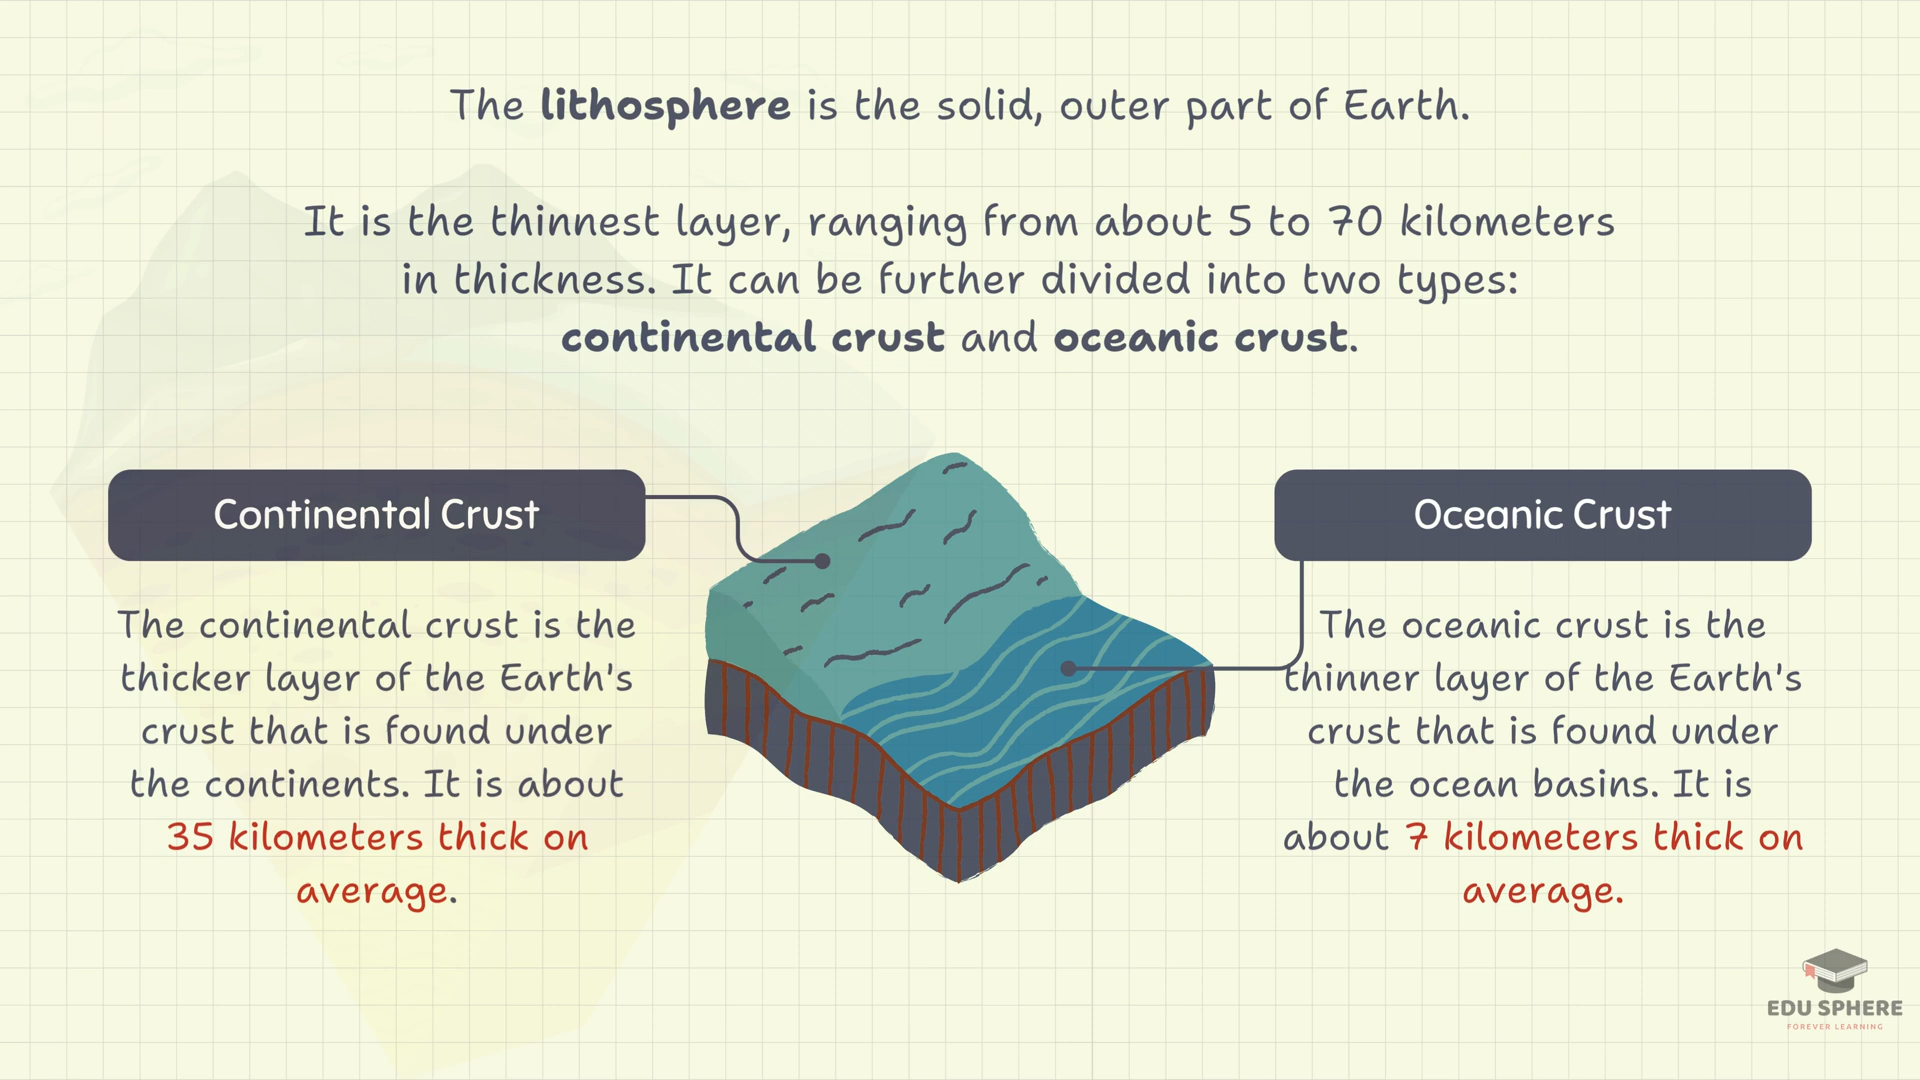 The lithosphere is the solid, outer part of Earth.
It is the thinnest layer, ranging from about 5 to 70 kilometers
in thickness. It can be further divided into two types:
continental crust and oceanic crust.
Continental Crust
The continental crust is the
thicker layer of the Earth's
crust that is found under
the continents. It is about
35 kilometers thick on
average.
Oceanic Crust
The oceanic crust is the
thinner layer of the Earth's
crust that is found under
the ocean basins. It is
about 7 kilometers thick on
average.
EDU SPHERE
FOREVER LEARNING